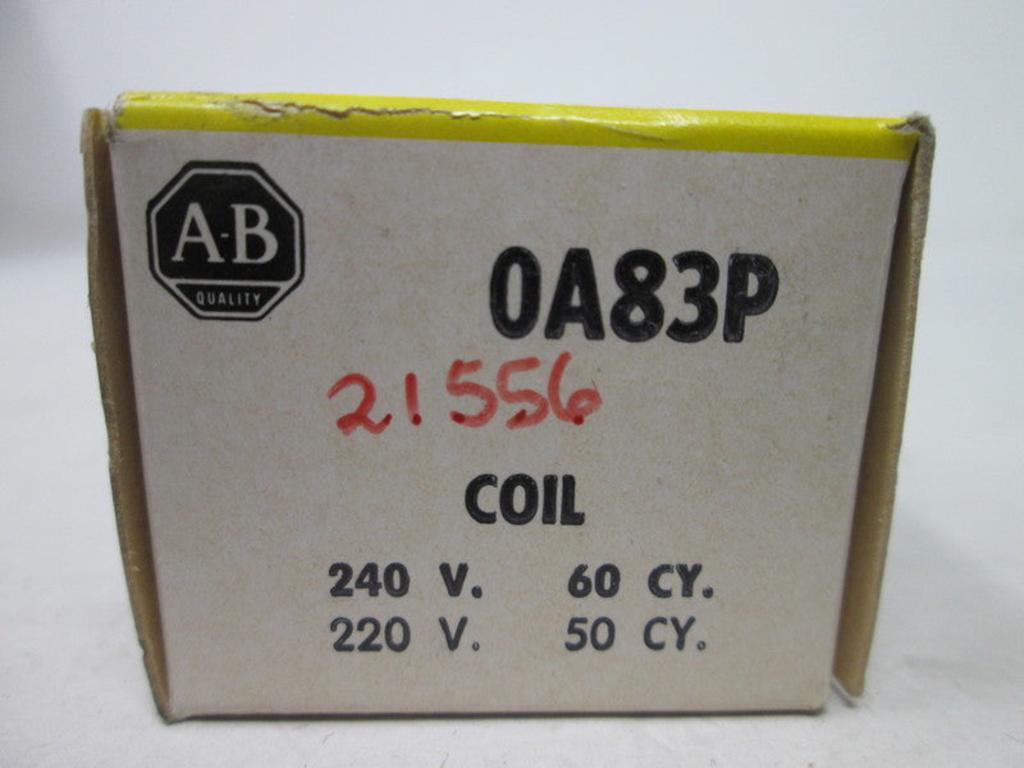 A-B
QUALITY
0A83P
21556
COIL
240 V. 60 CY.
220 V. 50 CY.